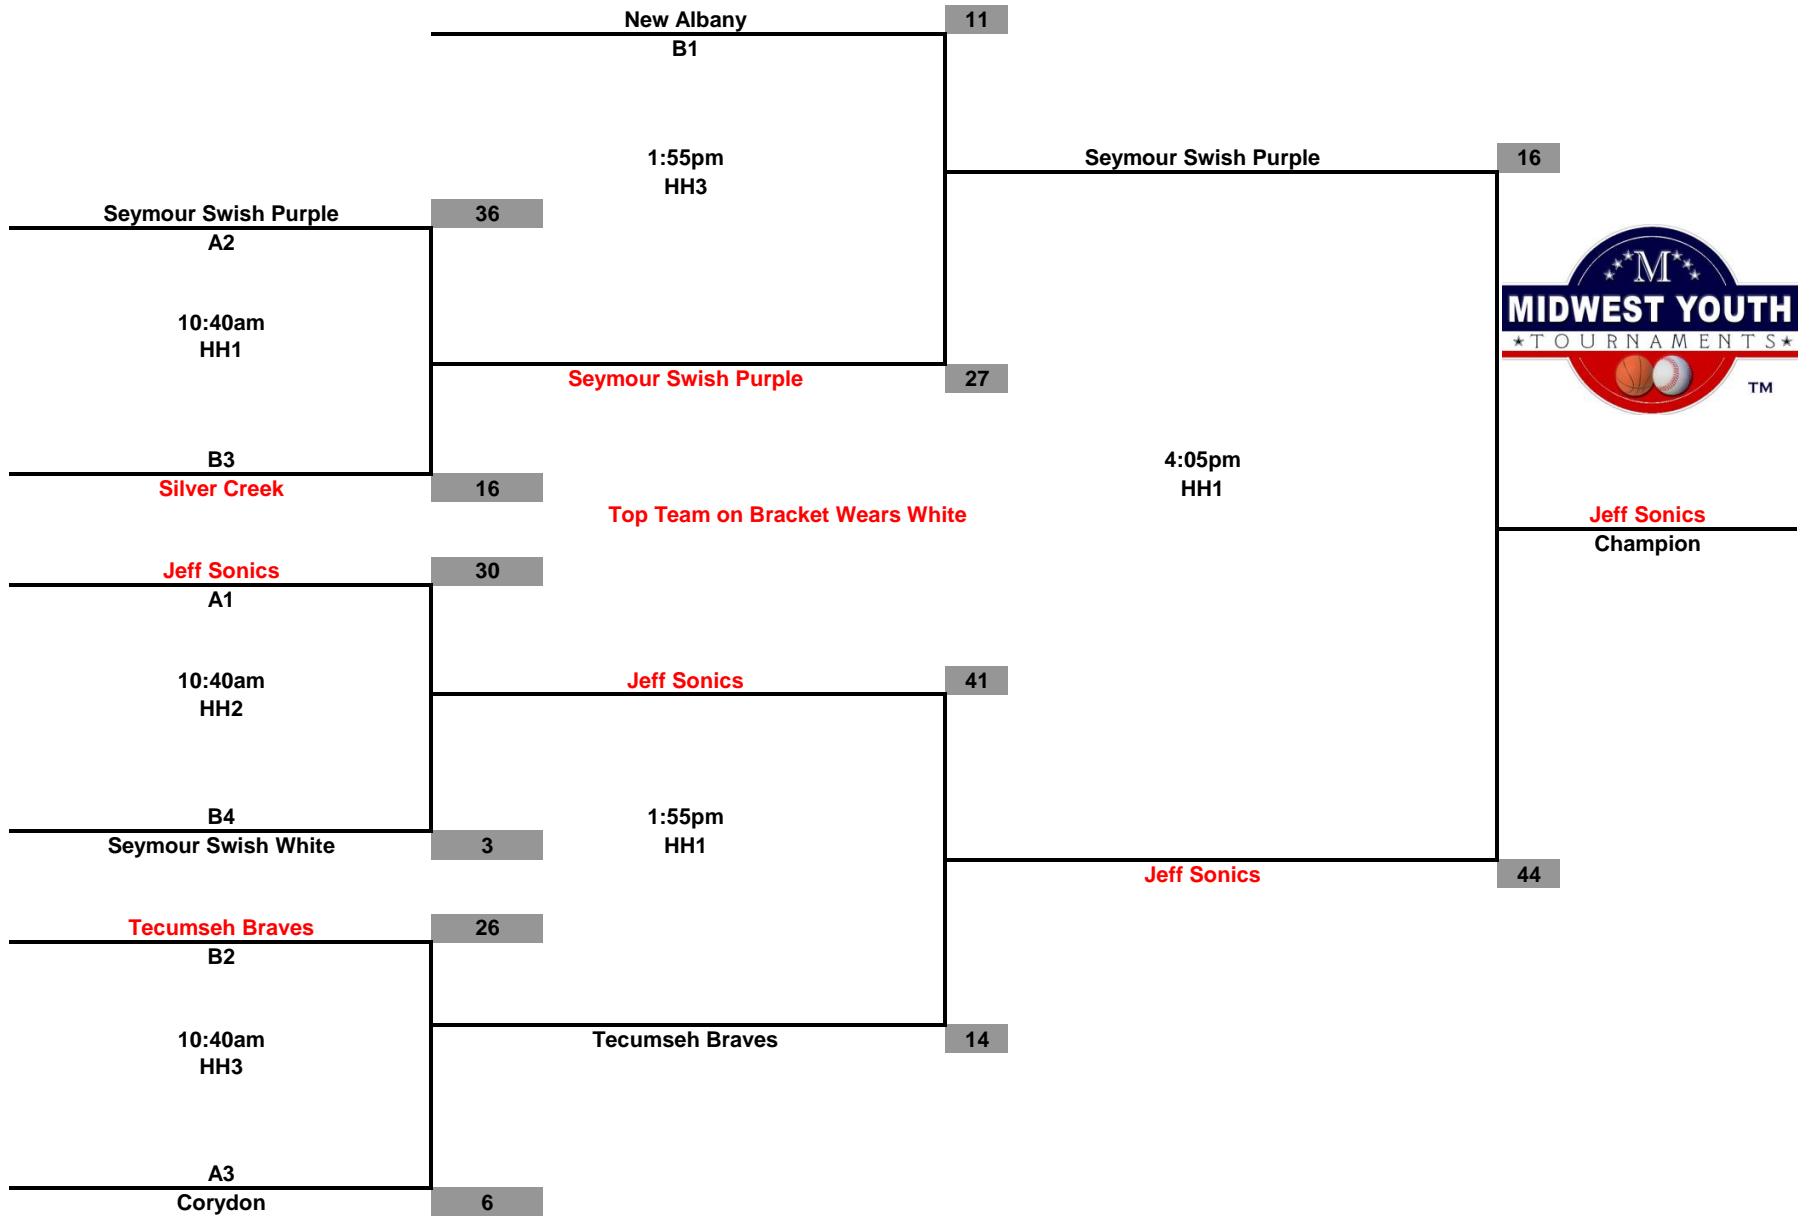 New Albany 11
B1
1:55pm
HH3
Seymour Swish Purple 16
Seymour Swish Purple 36
A2
10:40am
HH1
M
MIDWEST YOUTH
TOURNAMENTS
TM
Seymour Swish Purple 27
B3
Silver Creek 16
4:05pm
HH1
Top Team on Bracket Wears White
Jeff Sonics
Champion
Jeff Sonics 30
A1
10:40am
HH2
Jeff Sonics 41
B4
Seymour Swish White 3
1:55pm
HH1
Jeff Sonics 44
Tecumseh Braves 26
B2
10:40am
HH3
Tecumseh Braves 14
A3
Corydon 6